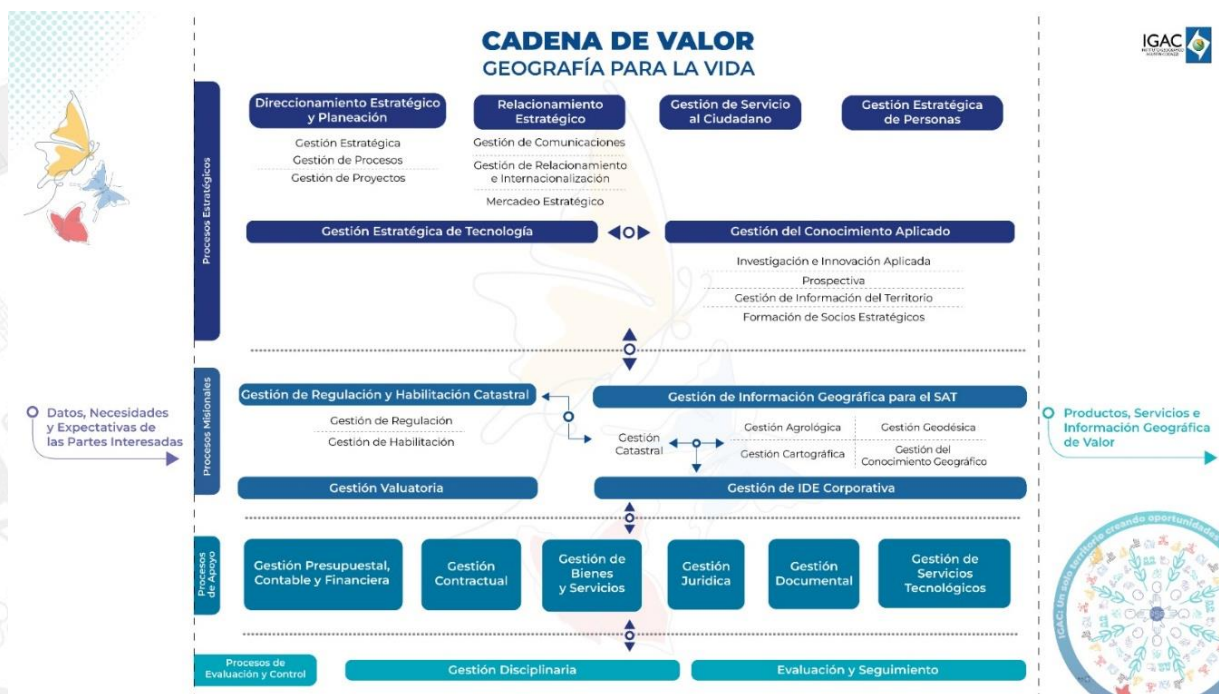 CADENA DE VALOR
GEOGRAFÍA PARA LA VIDA
IGAC
Procesos Estratégicos
Direccionamiento Estratégico
y Planeación
Gestión Estratégica
Gestión de Procesos
Gestión de Proyectos
Relacionamiento
Estratégico
Gestión de Comunicaciones
Gestión de Relacionamiento
e Internacionalización
Mercadeo Estratégico
Gestión de Servicio
al Ciudadano
Gestión Estratégica
de Personas
Gestión Estratégica de Tecnología
Gestión del Conocimiento Aplicado
Investigación e Innovación Aplicada
Prospectiva
Gestión de Información del Territorio
Formación de Socios Estratégicos
Datos, Necesidades
y Expectativas de
las Partes Interesadas
Procesos Misionales
Gestión de Regulación y Habilitación Catastral
Gestión de Regulación
Gestión de Habilitación
Gestión de Información Geográfica para el SAT
Gestión
Catastral
Gestión Agrológica
Gestión Geodésica
Gestión Cartográfica
Gestión del
Conocimiento Geográfico
Gestión Valuatoria
Gestión de IDE Corporativa
Productos, Servicios e
Información Geográfica
de Valor
Procesos
de Apoyo
Gestión Presupuestal,
Contable y Financiera
Gestión
Contractual
Gestión de
Bienes
y Servicios
Gestión
Juridica
Gestión
Documental
Gestión de
Servicios
Tecnológicos
Procesos de
Evaluación y Control
Gestión Disciplinaria
Evaluación y Seguimiento
IGAC: Un solo territorio creando oportunidades